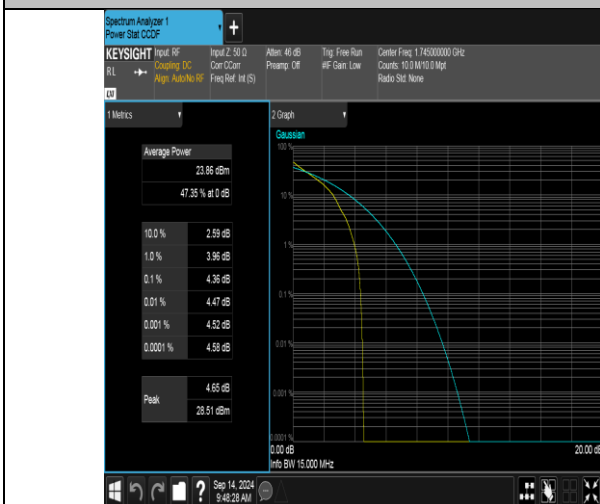 Spectrum Analyzer 1
Power Stat CCDF
+
KEYSIGHT Input: RF Input Z: 50 Ω Atten: 46 dB Trig: Free Run Center Freq: 1.745000000 GHz
RL Coupling: DC Corr CCorr Preamp: Off #IF Gain: Low Counts: 10.0 M/10.0 Mpt
Align: Auto/No RF Freq Ref: Int (S) Radio Std: None
LXI
1 Metrics
2 Graph
Average Power
23.86 dBm
47.35 % at 0 dB
10.0 % 2.59 dB
1.0 % 3.96 dB
0.1 % 4.36 dB
0.01 % 4.47 dB
0.001 % 4.52 dB
0.0001 % 4.58 dB
Peak 4.65 dB
28.51 dBm
Gaussian
100 %
10 %
1 %
0.1 %
0.01 %
0.001 %
0.0001 %
0.00 dB 20.00 dB
Info BW 15.000 MHz
? Sep 14, 2024
9:48:28 AM